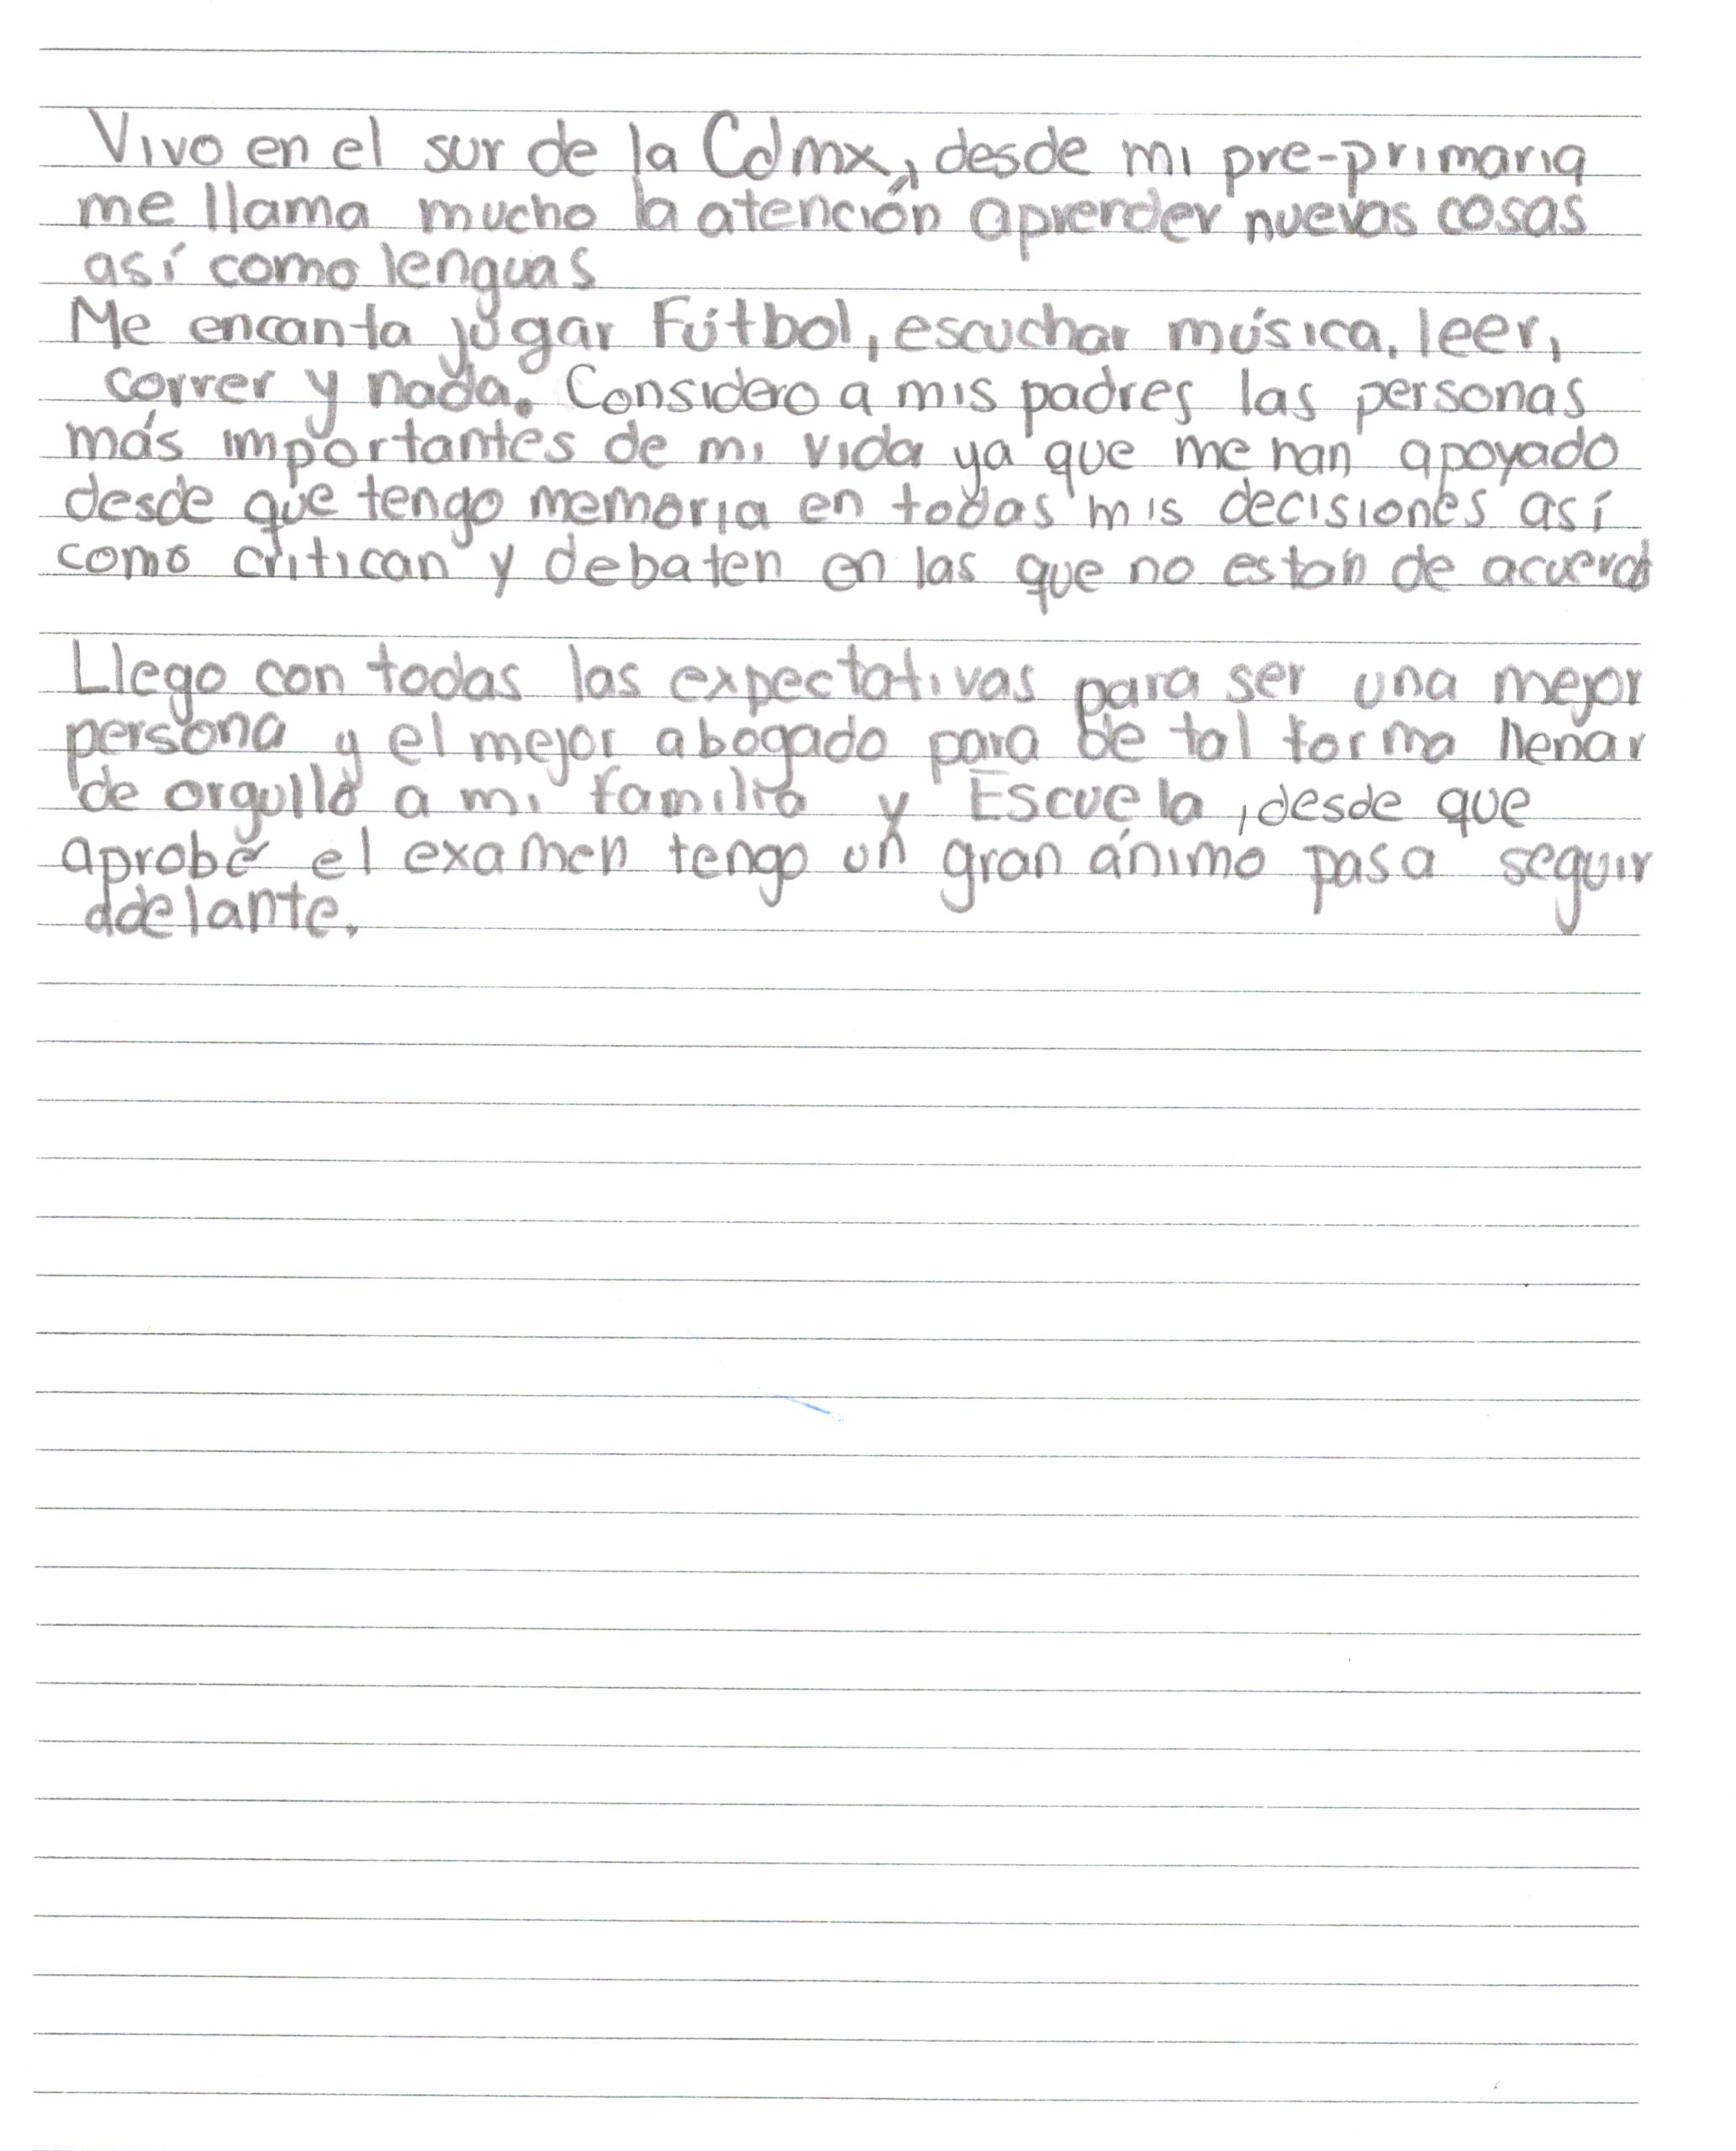 Vivo en el sur de la Cdmx, desde mi pre-primaria
me llama mucho la atención aprender nuevas cosas
así como lenguas
Me encanta jugar Fútbol, escuchar música, leer,
correr y nada. Considero a mis padres las personas
más importantes de mi vida ya que me han apoyado
desde que tengo memoria en todas mis decisiones así
como critican y debaten en las que no están de acuerdo
Llego con todas las expectativas para ser una mejor
persona y el mejor abogado para de tal forma llenar
de orgullo a mi familia y Escuela, desde que
aprobé el examen tengo un gran ánimo pasa seguir
adelante.